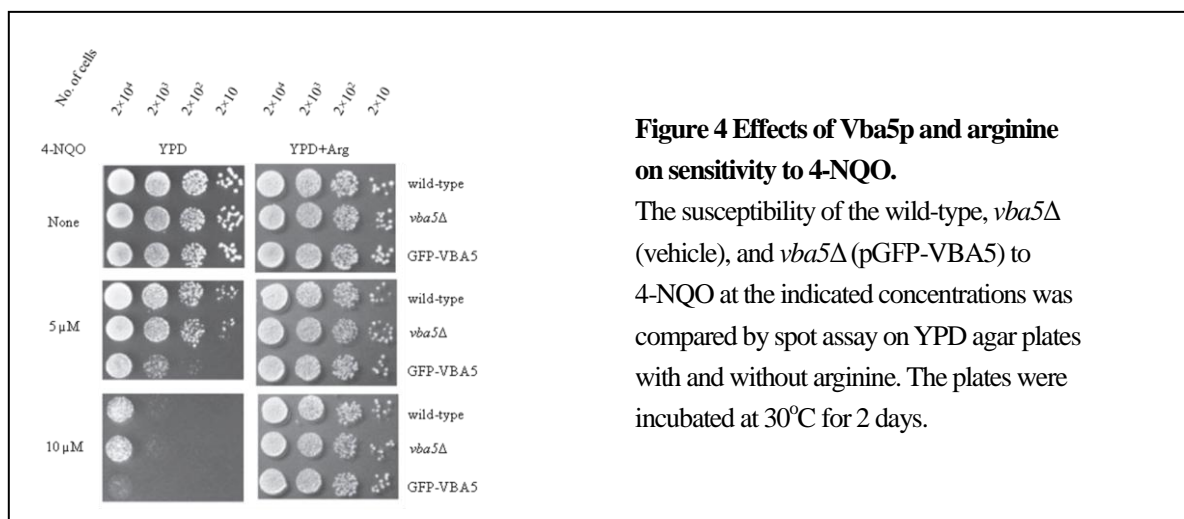 No. of cells
2×10⁴ 2×10³ 2×10² 2×10 2×10⁴ 2×10³ 2×10² 2×10
4-NQO YPD YPD+Arg
None
wild-type
vba5Δ
GFP-VBA5
5 μM
wild-type
vba5Δ
GFP-VBA5
10 μM
wild-type
vba5Δ
GFP-VBA5
Figure 4 Effects of Vba5p and arginine
on sensitivity to 4-NQO.
The susceptibility of the wild-type, vba5Δ
(vehicle), and vba5Δ (pGFP-VBA5) to
4-NQO at the indicated concentrations was
compared by spot assay on YPD agar plates
with and without arginine. The plates were
incubated at 30°C for 2 days.